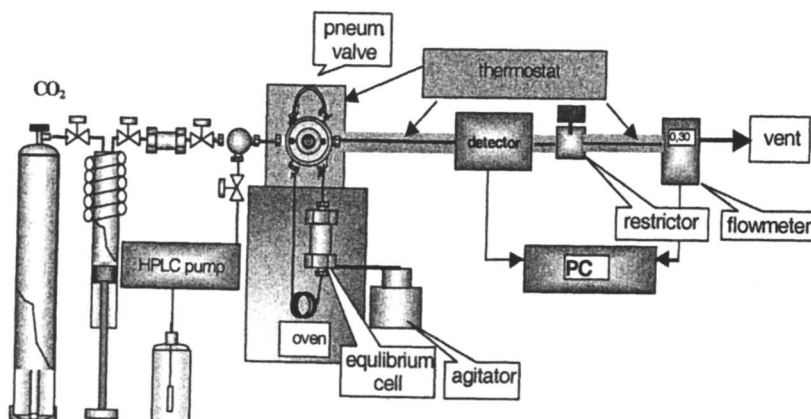 pneum.
valve
CO₂
thermostat
detector
0,30
vent
restrictor
flowmeter
HPLC pump
PC
oven
equlibrium
cell
agitator